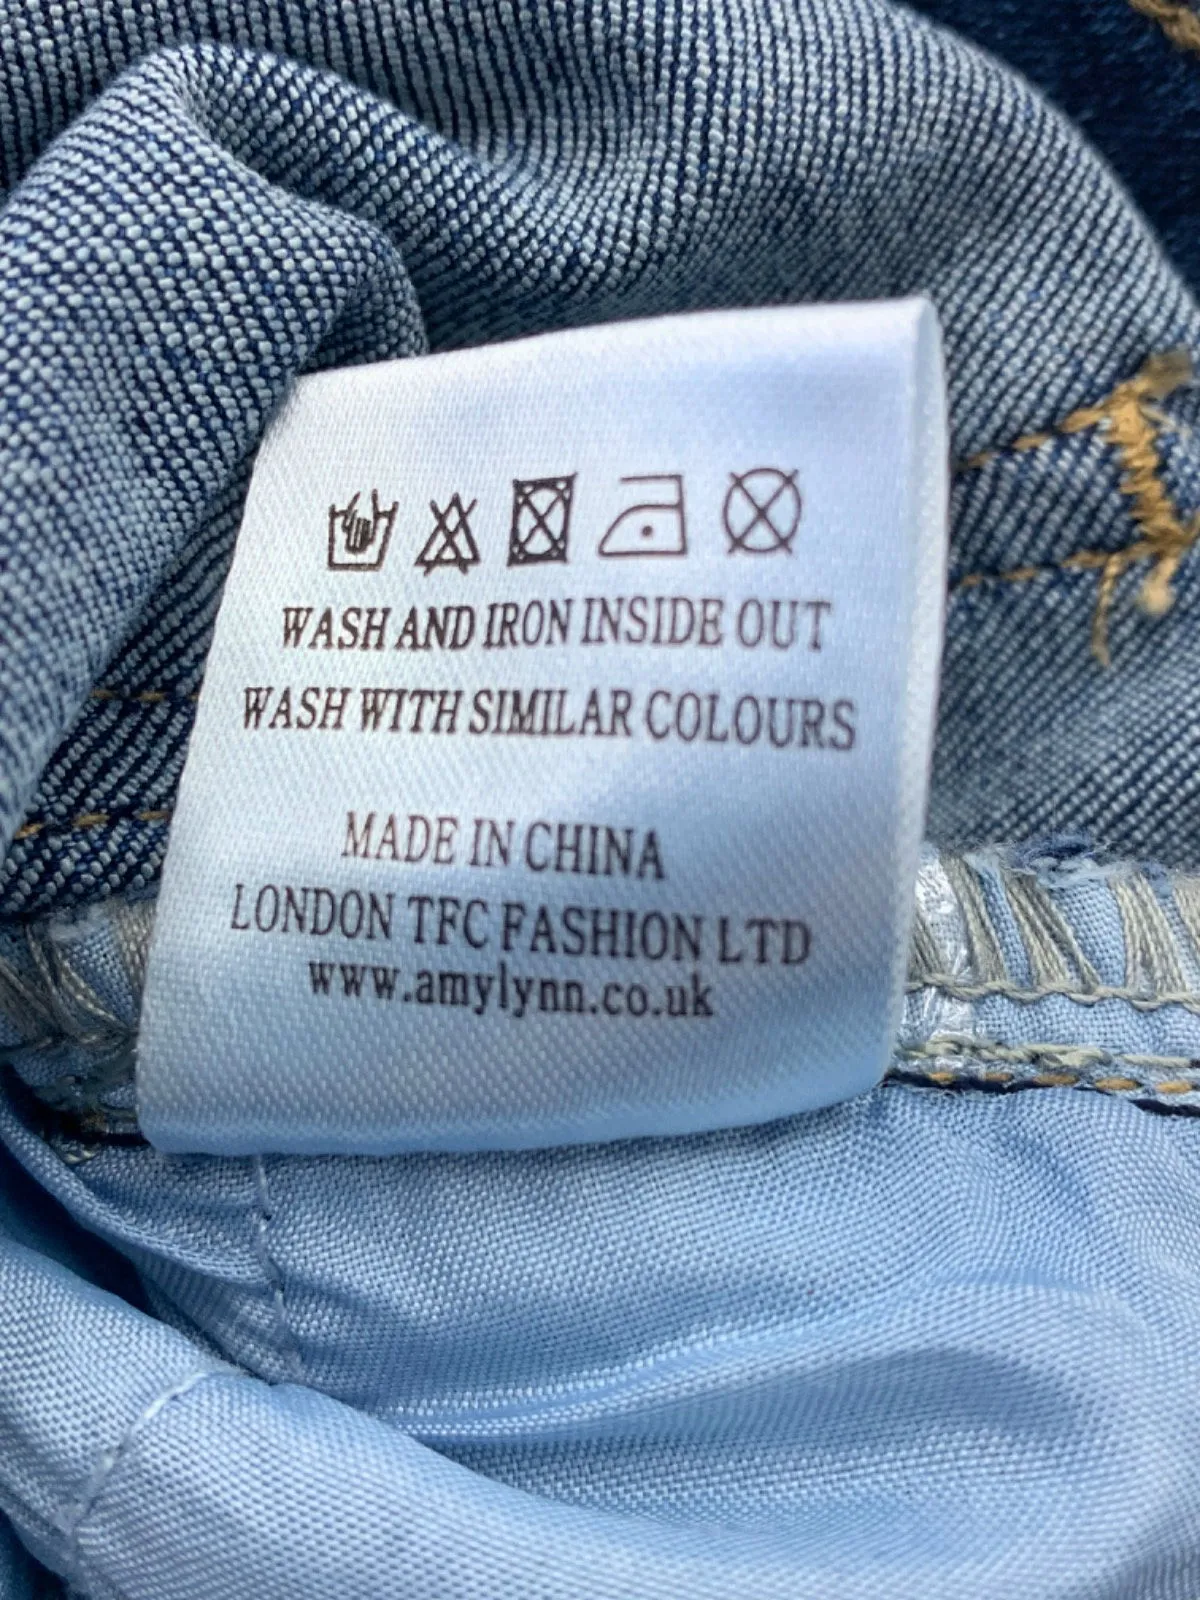 WASH AND IRON INSIDE OUT
WASH WITH SIMILAR COLOURS
MADE IN CHINA
LONDON TFC FASHION LTD
www.amylynn.co.uk